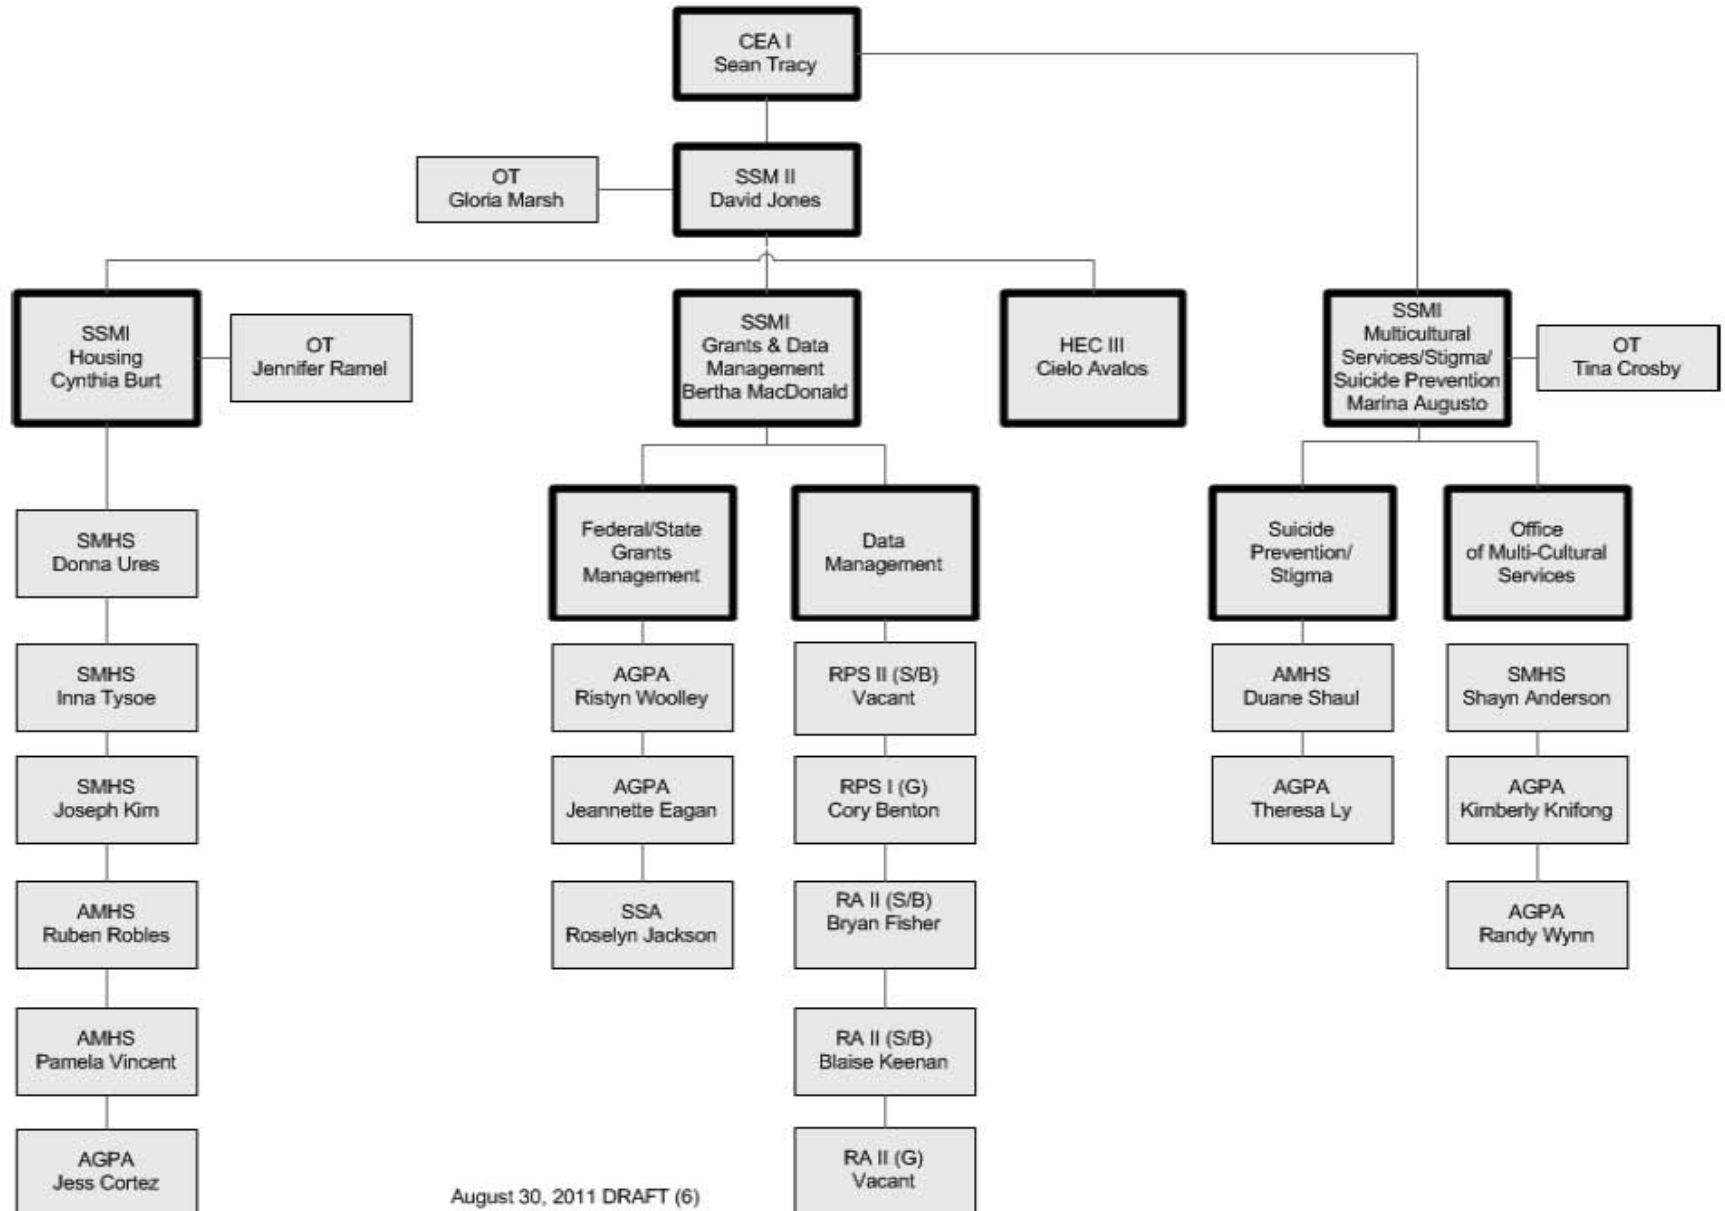 CEA I
Sean Tracy
OT
Gloria Marsh
SSM II
David Jones
SSMI
Housing
Cynthia Burt
OT
Jennifer Ramel
SSMI
Grants & Data
Management
Bertha MacDonald
HEC III
Cielo Avalos
SSMI
Multicultural
Services/Stigma/
Suicide Prevention
Marina Augusto
OT
Tina Crosby
Federal/State
Grants
Management
Data
Management
Suicide
Prevention/
Stigma
Office
of Multi-Cultural
Services
SMHS
Donna Ures
SMHS
Inna Tysoe
SMHS
Joseph Kim
AMHS
Ruben Robles
AMHS
Pamela Vincent
AGPA
Jess Cortez
AGPA
Ristyn Woolley
AGPA
Jeannette Eagan
SSA
Roselyn Jackson
RPS II (S/B)
Vacant
RPS I (G)
Cory Benton
RA II (S/B)
Bryan Fisher
RA II (S/B)
Blaise Keenan
RA II (G)
Vacant
AMHS
Duane Shaul
AGPA
Theresa Ly
SMHS
Shayn Anderson
AGPA
Kimberly Knifong
AGPA
Randy Wynn
August 30, 2011 DRAFT (6)